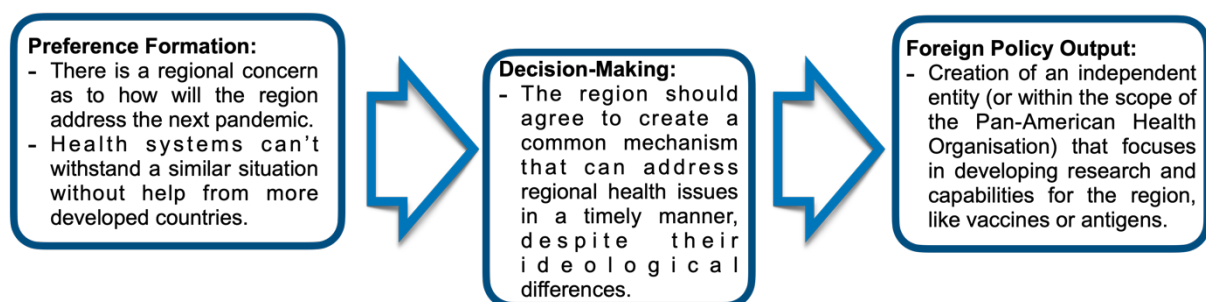 Preference Formation:
- There is a regional concern
as to how will the region
address the next pandemic.
- Health systems can't
withstand a similar situation
without help from more
developed countries.
Decision-Making:
- The region should
agree to create a
common mechanism
that can address
regional health issues
in a timely manner,
despite their
ideological
differences.
Foreign Policy Output:
- Creation of an independent
entity (or within the scope of
the Pan-American Health
Organisation) that focuses
in developing research and
capabilities for the region,
like vaccines or antigens.